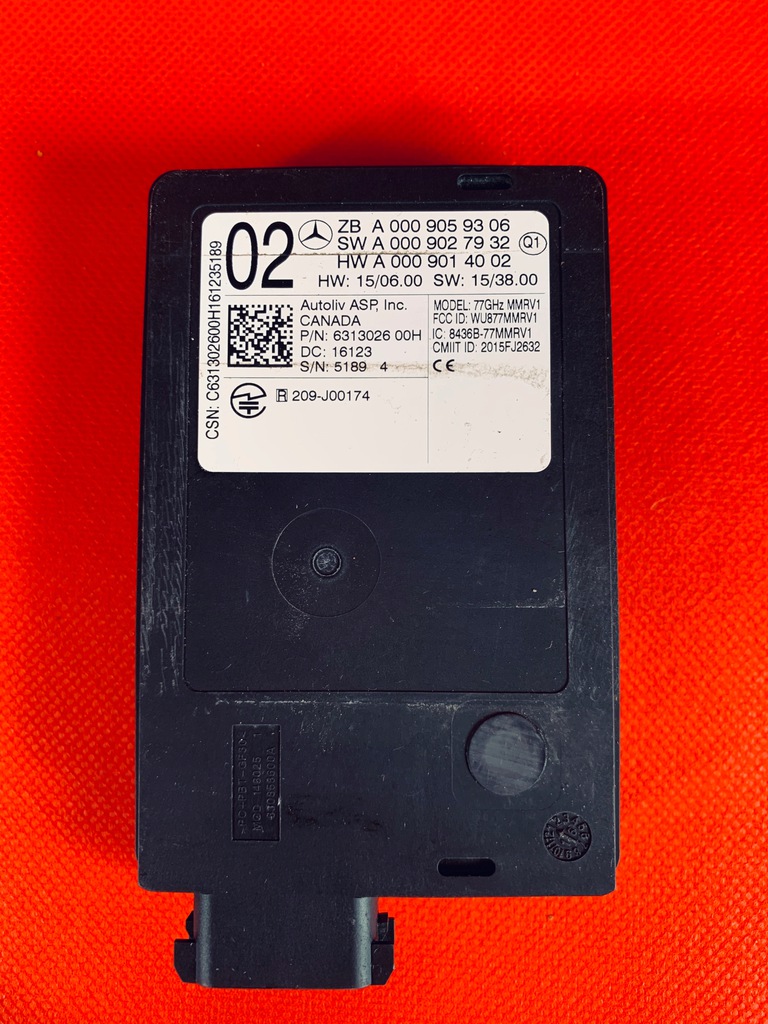 02
ZB A 000 905 93 06
SW A 000 902 79 32
Q1
HW A 000 901 40 02
HW: 15/06.00 SW: 15/38.00
CSN: C631302600H161235189
Autoliv ASP, Inc.
CANADA
P/N: 6313026 00H
DC: 16123
S/N: 5189 4
MODEL: 77GHz MMRV1
FCC ID: WU877MMRV1
IC: 8436B-77MMRV1
CMIIT ID: 2015FJ2632
CE
R 209-J00174